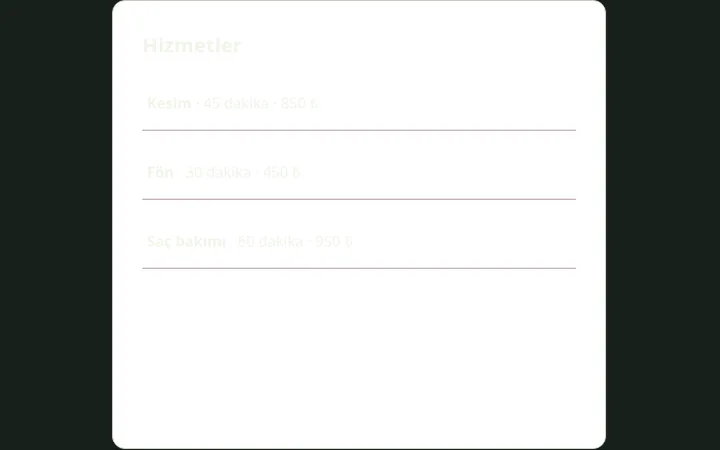 Hizmetler
Kesim · 45 dakika · 850 ₺
Fön · 30 dakika · 450 ₺
Saç bakımı · 60 dakika · 950 ₺